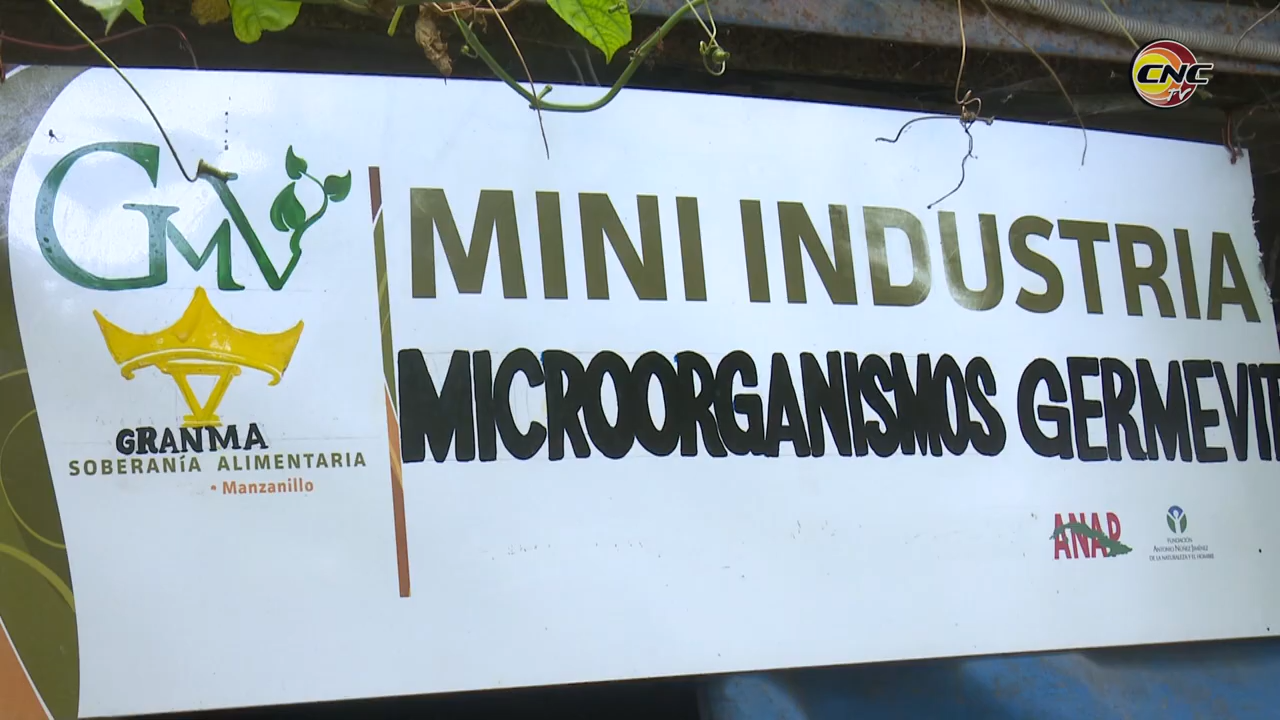 CNC TV
GMV
MINI INDUSTRIA
MICROORGANISMOS
GRANMA
SOBERANÍA ALIMENTARIA
• Manzanillo
ANAP
FUNDACIÓN
ANTONIO NÚÑEZ JIMÉNEZ
DE LA NATURALEZA Y EL HOMBRE